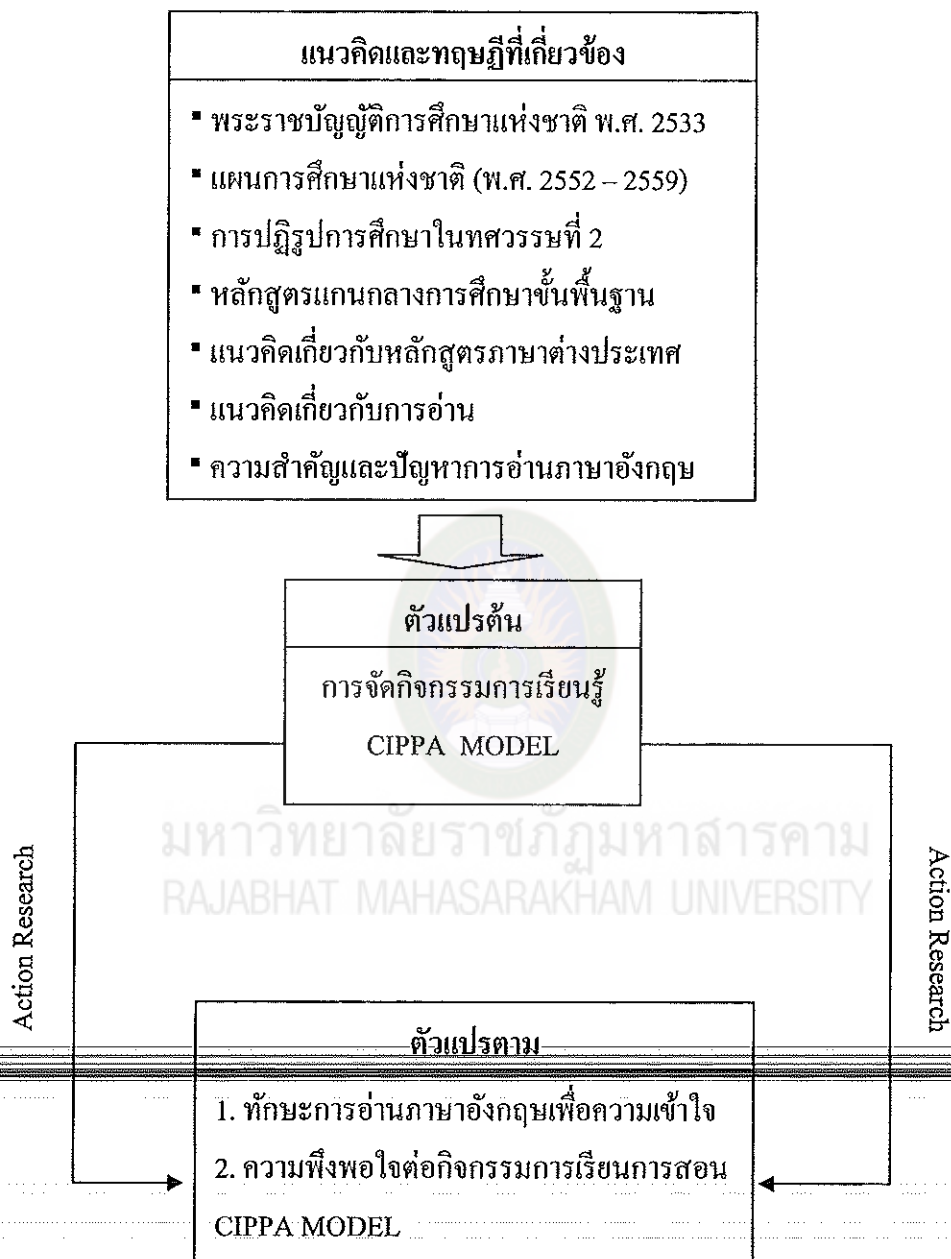 แนวคิดและทฤษฎีที่เกี่ยวข้อง
▪ พระราชบัญญัติการศึกษาแห่งชาติ พ.ศ. 2533
▪ แผนการศึกษาแห่งชาติ (พ.ศ. 2552 – 2559)
▪ การปฏิรูปการศึกษาในทศวรรษที่ 2
▪ หลักสูตรแกนกลางการศึกษาขั้นพื้นฐาน
▪ แนวคิดเกี่ยวกับหลักสูตรภาษาต่างประเทศ
▪ แนวคิดเกี่ยวกับการอ่าน
▪ ความสำคัญและปัญหาการอ่านภาษาอังกฤษ
ตัวแปรต้น
การจัดกิจกรรมการเรียนรู้
CIPPA MODEL
มหาวิทยาลัยราชภัฏมหาสารคาม
RAJABHAT MAHASARAKHAM UNIVERSITY
Action Research
Action Research
ตัวแปรตาม
1. ทักษะการอ่านภาษาอังกฤษเพื่อความเข้าใจ
2. ความพึงพอใจต่อกิจกรรมการเรียนการสอน
CIPPA MODEL